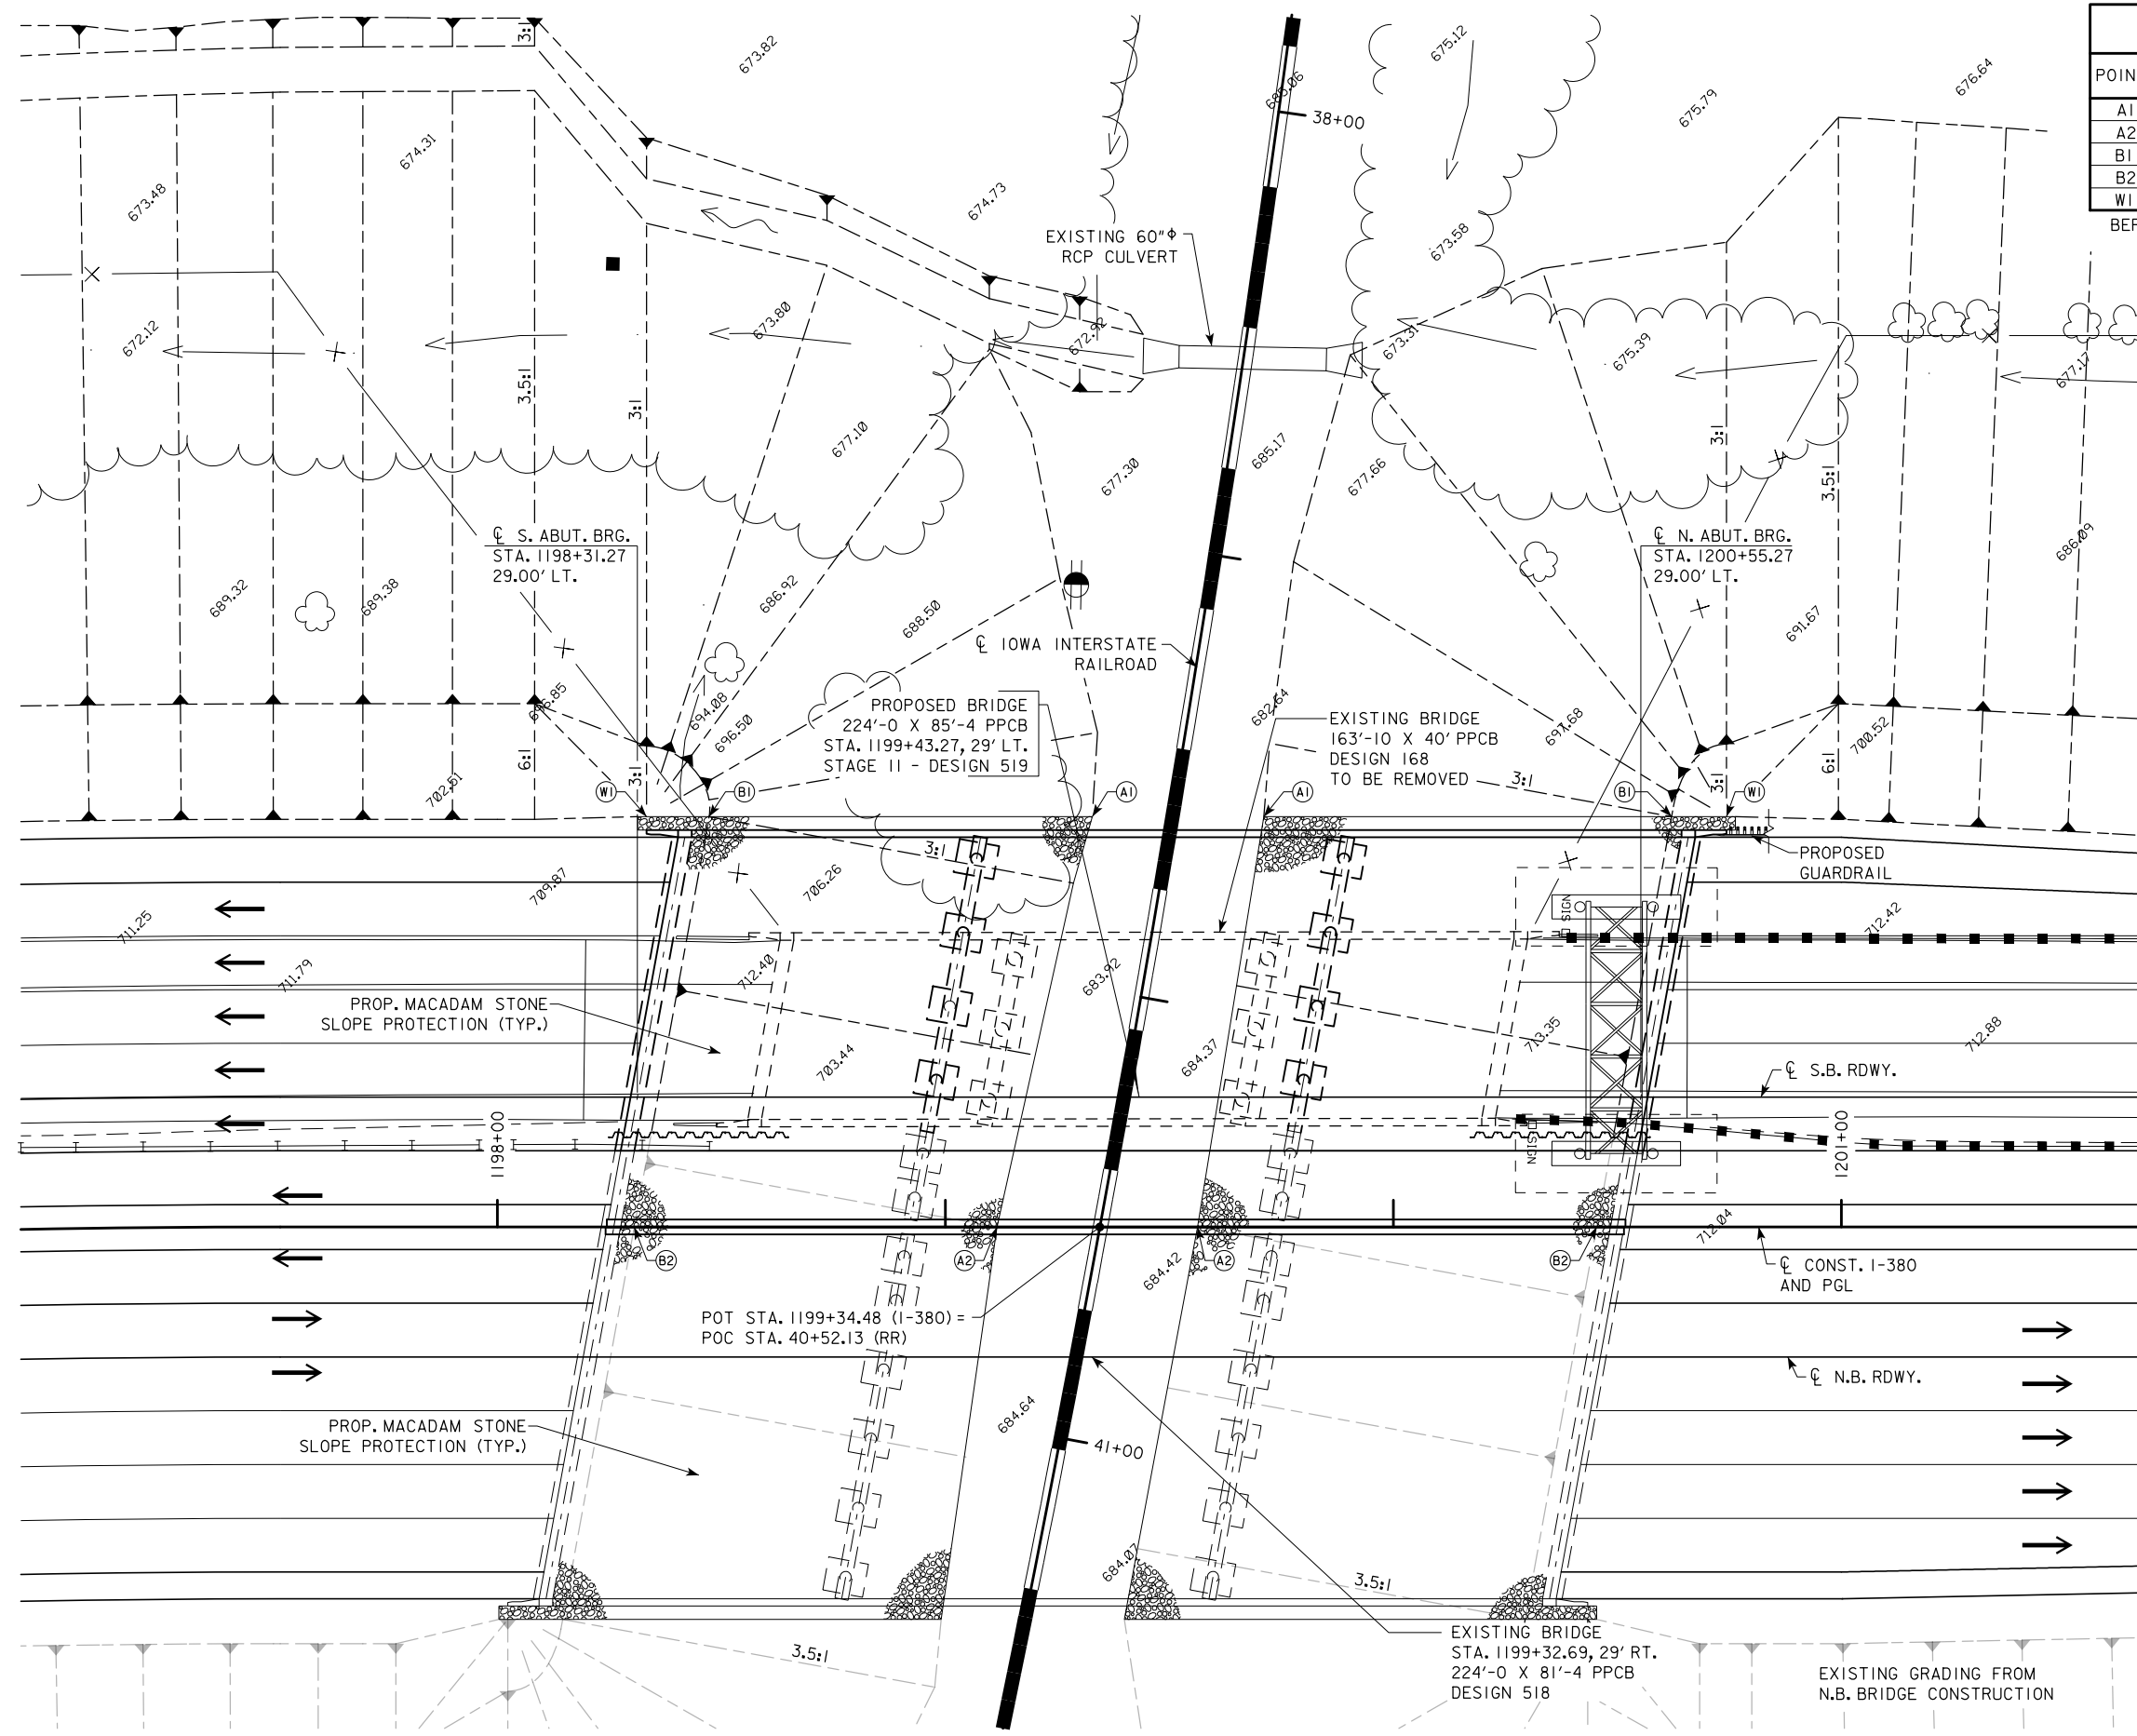 3:1
673.82
675.12
675.79
676.64
POIN
A1
A2
B1
B2
W1
BEF
685.06
38+00
674.31
673.48
674.73
673.58
EXISTING 60"ϕ
RCP CULVERT
672.12
673.80
672.92
673.31
675.39
677.17
3.5:1
3:1
677.10
677.30
685.17
677.66
3:1
3.5:1
℄ S. ABUT. BRG.
STA. 1198+31.27
29.00' LT.
℄ N. ABUT. BRG.
STA. 1200+55.27
29.00' LT.
686.09
689.32
689.38
686.92
688.50
691.67
℄ IOWA INTERSTATE
RAILROAD
696.85
694.08
696.50
682.64
697.68
700.52
PROPOSED BRIDGE
224'-0 X 85'-4 PPCB
STA. 1199+43.27, 29' LT.
STAGE II - DESIGN 519
EXISTING BRIDGE
163'-10 X 40' PPCB
DESIGN 168
TO BE REMOVED
702.51
6:1
3:1
3:1
3:1
6:1
W1
B1
A1
A1
B1
W1
3:1
PROPOSED
GUARDRAIL
709.87
706.26
SIGN
712.42
711.25
711.79
712.40
683.92
PROP. MACADAM STONE
SLOPE PROTECTION (TYP.)
703.44
684.37
713.35
712.88
℄ S.B. RDWY.
1198+00
SIGN
1201+00
712.04
B2
A2
A2
B2
684.42
℄ CONST. I-380
AND PGL
POT STA. 1199+34.48 (I-380) =
POC STA. 40+52.13 (RR)
℄ N.B. RDWY.
684.64
PROP. MACADAM STONE
SLOPE PROTECTION (TYP.)
41+00
684.07
3.5:1
3.5:1
EXISTING BRIDGE
STA. 1199+32.69, 29' RT.
224'-0 X 81'-4 PPCB
DESIGN 518
EXISTING GRADING FROM
N.B. BRIDGE CONSTRUCTION